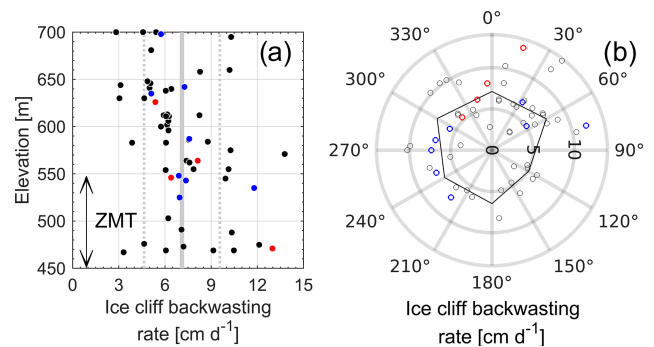 (a)
Elevation [m]
700
650
600
550
500
450
ZMT
0 3 6 9 12 15
Ice cliff backwasting
rate [cm d⁻¹]
(b)
0°
30°
60°
90°
120°
150°
180°
210°
240°
270°
300°
330°
0 5 10
Ice cliff backwasting
rate [cm d⁻¹]